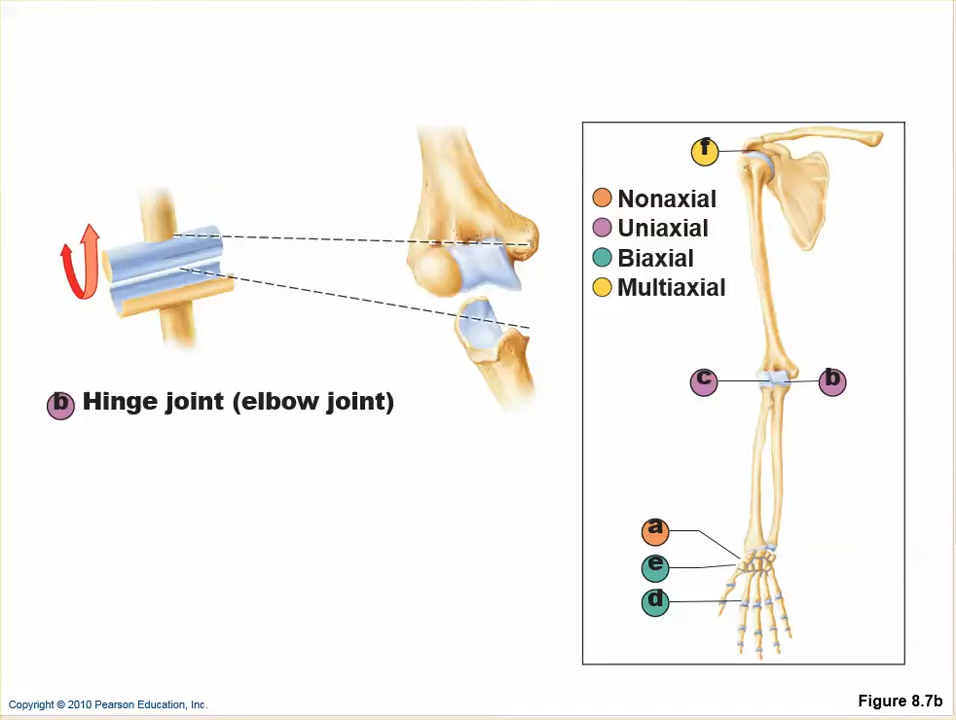 f
Nonaxial
Uniaxial
Biaxial
Multiaxial
c
b
b Hinge joint (elbow joint)
a
e
d
Copyright © 2010 Pearson Education, Inc.
Figure 8.7b